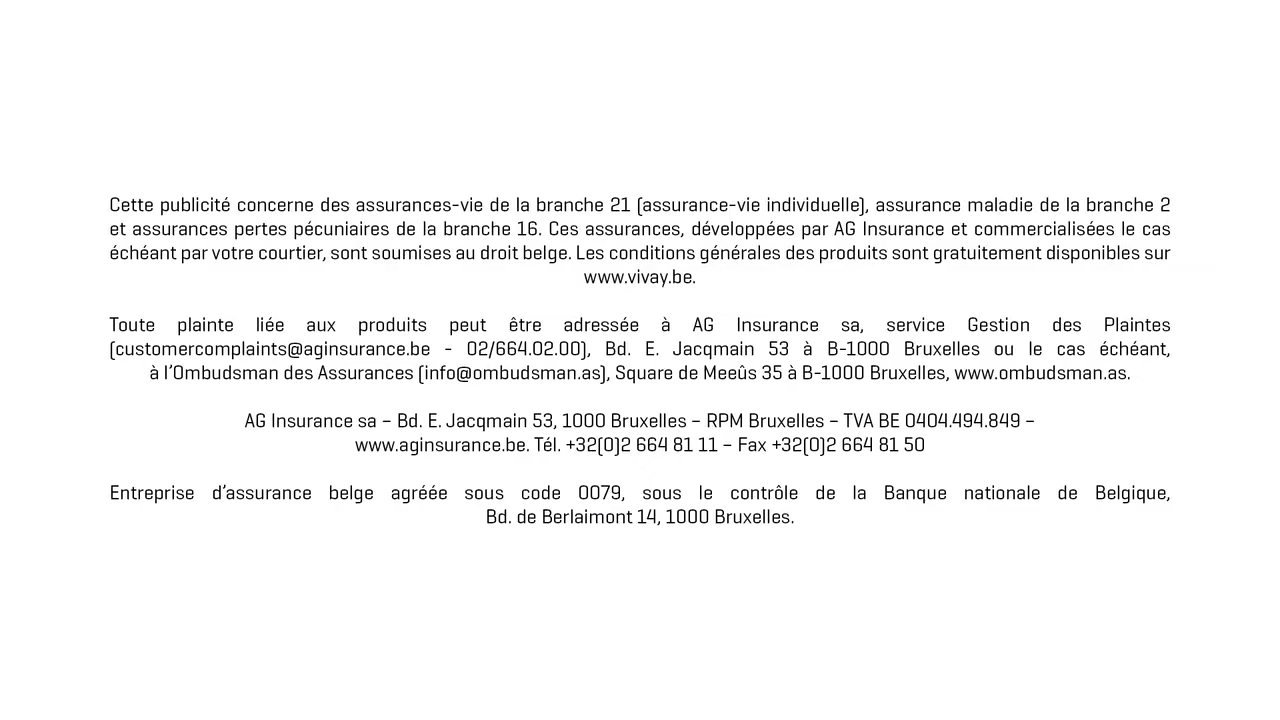 Cette publicité concerne des assurances-vie de la branche 21 (assurance-vie individuelle), assurance maladie de la branche 2
et assurances pertes pécuniaires de la branche 16. Ces assurances, développées par AG Insurance et commercialisées le cas
échéant par votre courtier, sont soumises au droit belge. Les conditions générales des produits sont gratuitement disponibles sur
www.vivay.be.
Toute plainte liée aux produits peut être adressée à AG Insurance sa, service Gestion des Plaintes
(customercomplaints@aginsurance.be - 02/664.02.00), Bd. E. Jacqmain 53 à B-1000 Bruxelles ou le cas échéant,
à l’Ombudsman des Assurances (info@ombudsman.as), Square de Meeûs 35 à B-1000 Bruxelles, www.ombudsman.as.
AG Insurance sa – Bd. E. Jacqmain 53, 1000 Bruxelles – RPM Bruxelles – TVA BE 0404.494.849 –
www.aginsurance.be. Tél. +32(0)2 664 81 11 – Fax +32(0)2 664 81 50
Entreprise d’assurance belge agréée sous code 0079, sous le contrôle de la Banque nationale de Belgique,
Bd. de Berlaimont 14, 1000 Bruxelles.